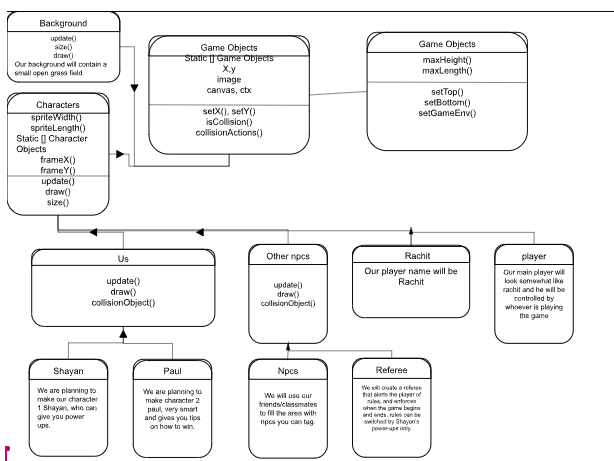 Background
update()
size()
draw()
Our background will contain a
small open grass field
Game Objects
Static [] Game Objects
X,y
image
canvas, ctx
setX(), setY()
isCollision()
collisionActions()
Game Objects
maxHeight()
maxLength()
setTop()
setBottom()
setGameEnv()
Characters
spriteWidth()
spriteLength()
Static [] Character
Objects
frameX()
frameY()
update()
draw()
size()
Us
update()
draw()
collisionObject()
Other npcs
update()
draw()
collisionObject()
Rachit
Our player name will be
Rachit
player
Our main player will
look somewhat like
rachit and he will be
controlled by
whoever is playing
the game
Shayan
We are planning to
make our character
1 Shayan, who can
give you power
ups.
Paul
We are planning to
make character 2
paul, very smart
and gives you tips
on how to win.
Npcs
We will use our
friends/classmates
to fill the area with
npcs you can tag.
Referee
We will create a referee
that alerts the player of
rules, and enforces
when the game begins
and ends. rules can be
switched by Shayan's
power-ups only.